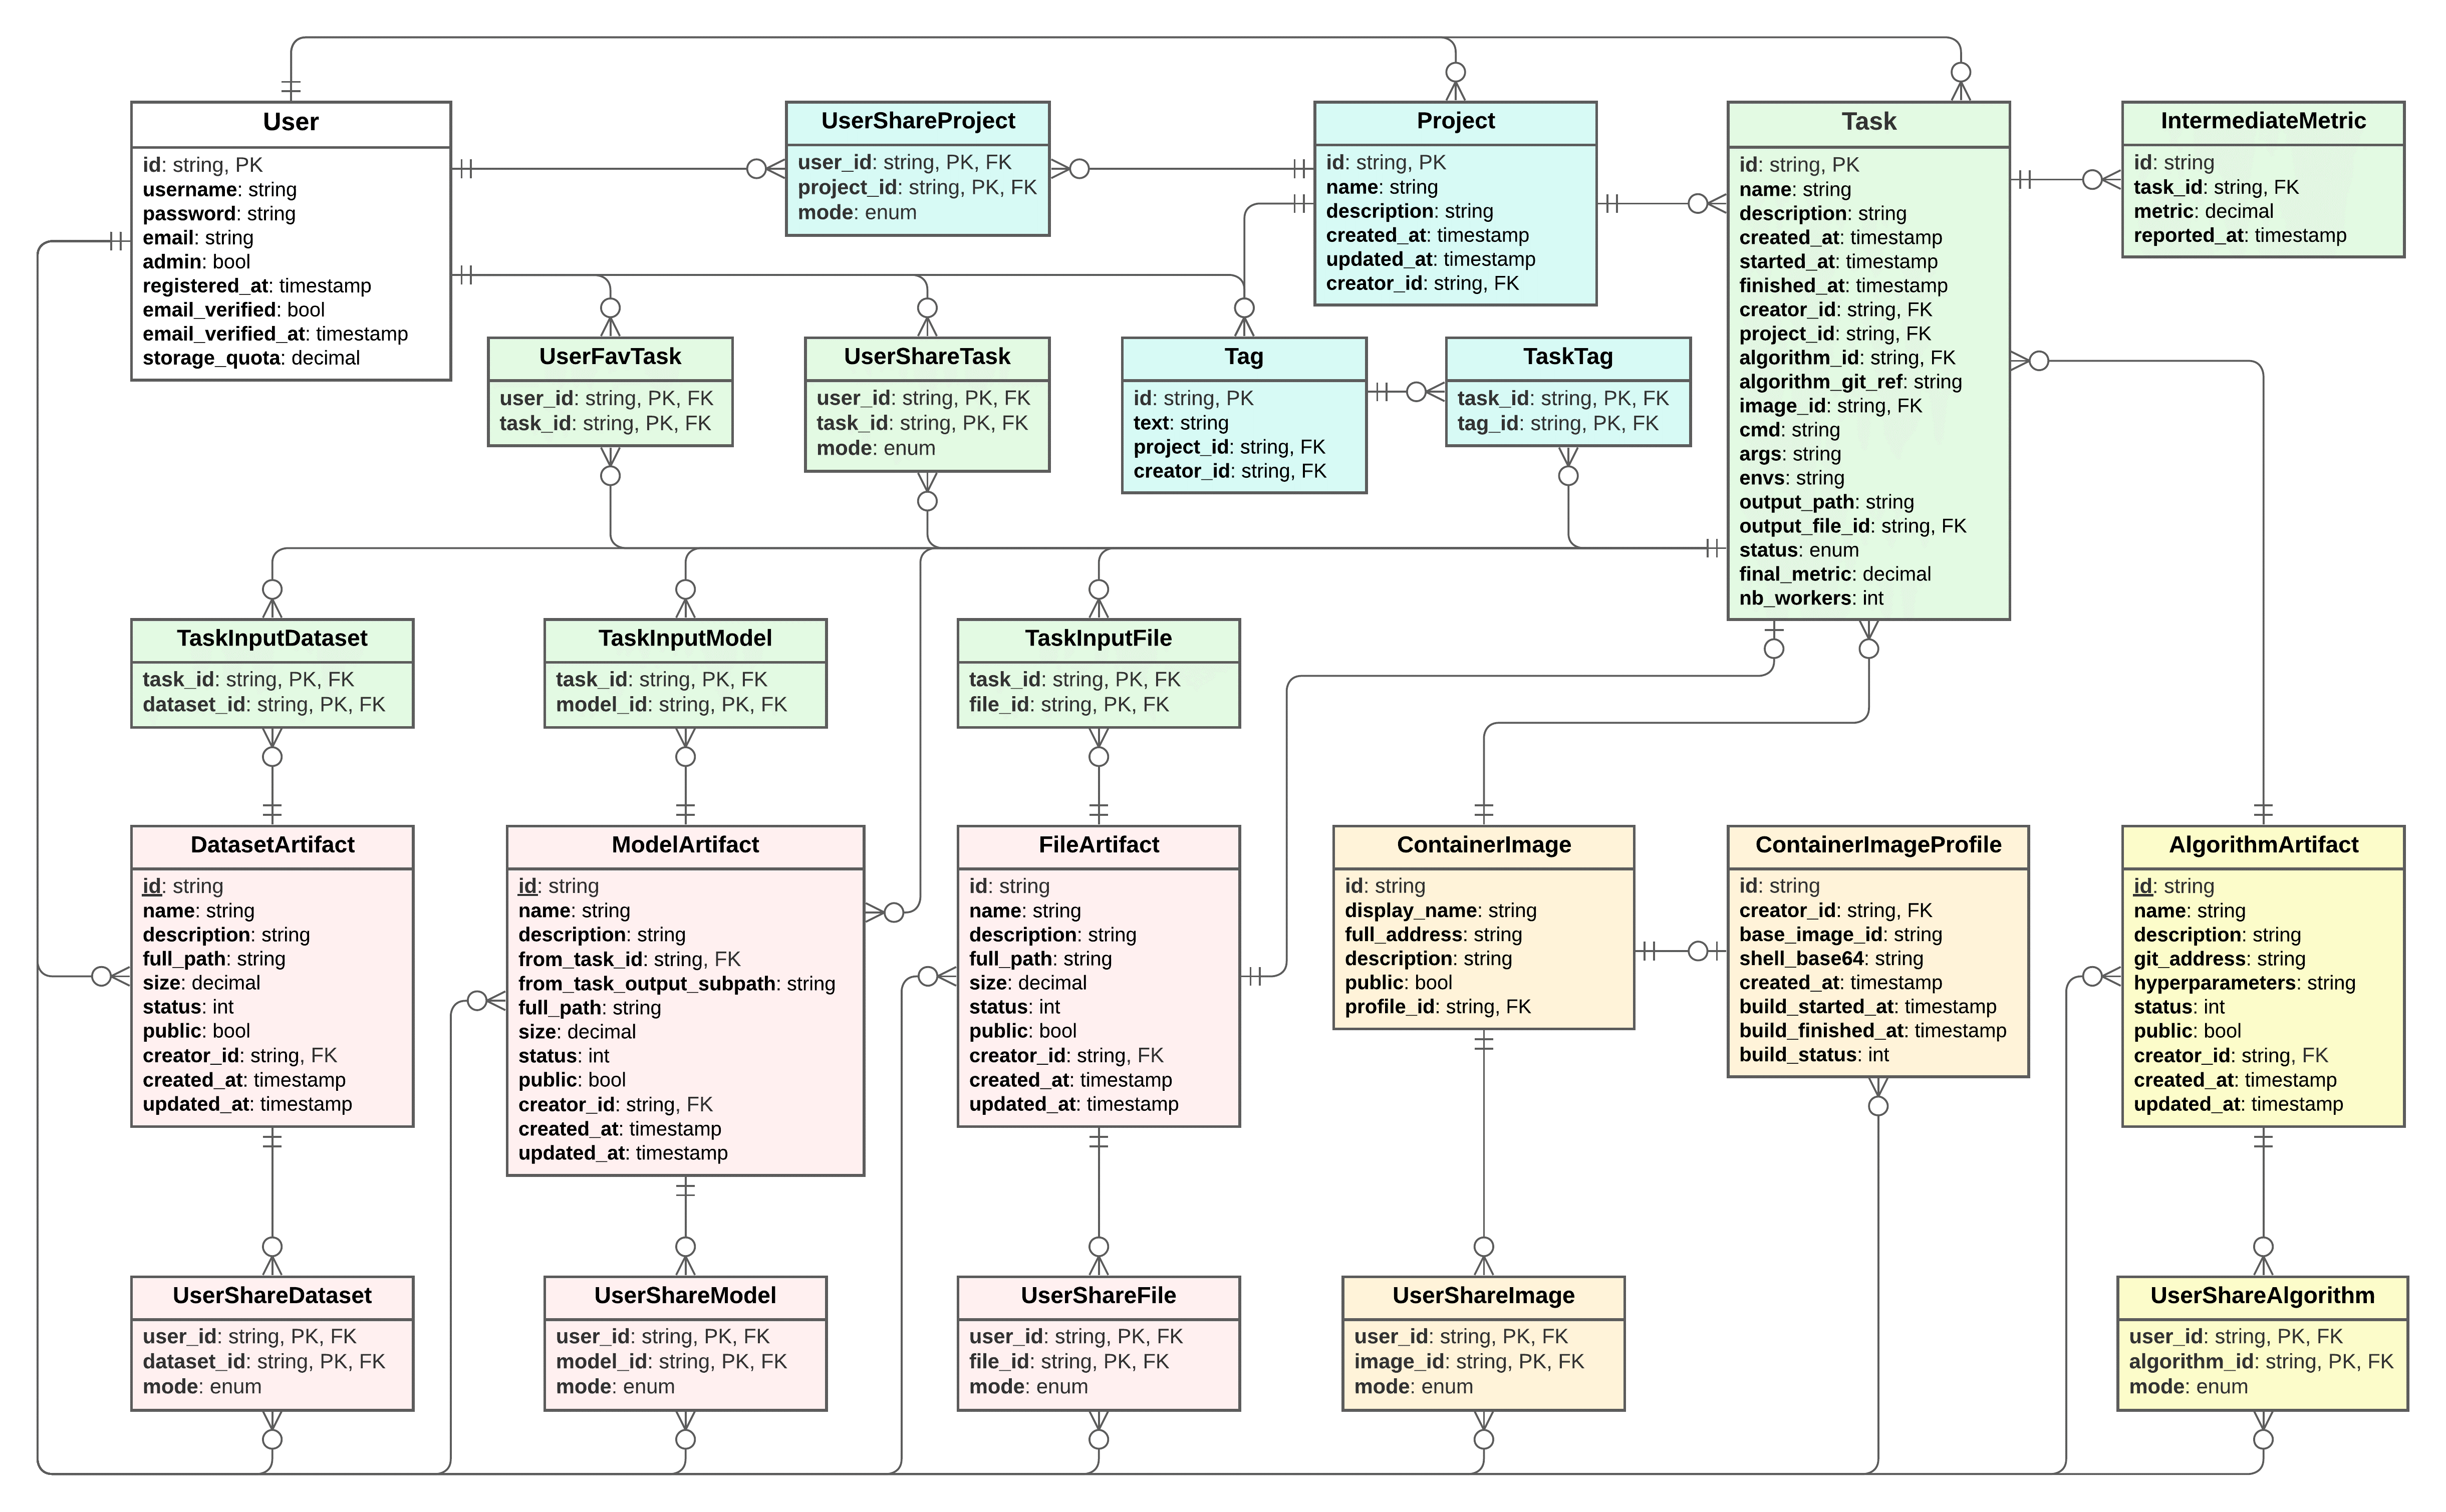 User
id: string, PK
username: string
password: string
email: string
admin: bool
registered_at: timestamp
email_verified: bool
email_verified_at: timestamp
storage_quota: decimal
UserShareProject
user_id: string, PK, FK
project_id: string, PK, FK
mode: enum
Project
id: string, PK
name: string
description: string
created_at: timestamp
updated_at: timestamp
creator_id: string, FK
Task
id: string, PK
name: string
description: string
created_at: timestamp
started_at: timestamp
finished_at: timestamp
creator_id: string, FK
project_id: string, FK
algorithm_id: string, FK
algorithm_git_ref: string
image_id: string, FK
cmd: string
args: string
envs: string
output_path: string
output_file_id: string, FK
status: enum
final_metric: decimal
nb_workers: int
IntermediateMetric
id: string
task_id: string, FK
metric: decimal
reported_at: timestamp
UserFavTask
user_id: string, PK, FK
task_id: string, PK, FK
UserShareTask
user_id: string, PK, FK
task_id: string, PK, FK
mode: enum
Tag
id: string, PK
text: string
project_id: string, FK
creator_id: string, FK
TaskTag
task_id: string, PK, FK
tag_id: string, PK, FK
TaskInputDataset
task_id: string, PK, FK
dataset_id: string, PK, FK
TaskInputModel
task_id: string, PK, FK
model_id: string, PK, FK
TaskInputFile
task_id: string, PK, FK
file_id: string, PK, FK
DatasetArtifact
id: string
name: string
description: string
full_path: string
size: decimal
status: int
public: bool
creator_id: string, FK
created_at: timestamp
updated_at: timestamp
ModelArtifact
id: string
name: string
description: string
from_task_id: string, FK
from_task_output_subpath: string
full_path: string
size: decimal
status: int
public: bool
creator_id: string, FK
created_at: timestamp
updated_at: timestamp
FileArtifact
id: string
name: string
description: string
full_path: string
size: decimal
status: int
public: bool
creator_id: string, FK
created_at: timestamp
updated_at: timestamp
ContainerImage
id: string
display_name: string
full_address: string
description: string
public: bool
profile_id: string, FK
ContainerImageProfile
id: string
creator_id: string, FK
base_image_id: string
shell_base64: string
created_at: timestamp
build_started_at: timestamp
build_finished_at: timestamp
build_status: int
AlgorithmArtifact
id: string
name: string
description: string
git_address: string
hyperparameters: string
status: int
public: bool
creator_id: string, FK
created_at: timestamp
updated_at: timestamp
UserShareDataset
user_id: string, PK, FK
dataset_id: string, PK, FK
mode: enum
UserShareModel
user_id: string, PK, FK
model_id: string, PK, FK
mode: enum
UserShareFile
user_id: string, PK, FK
file_id: string, PK, FK
mode: enum
UserShareImage
user_id: string, PK, FK
image_id: string, PK, FK
mode: enum
UserShareAlgorithm
user_id: string, PK, FK
algorithm_id: string, PK, FK
mode: enum